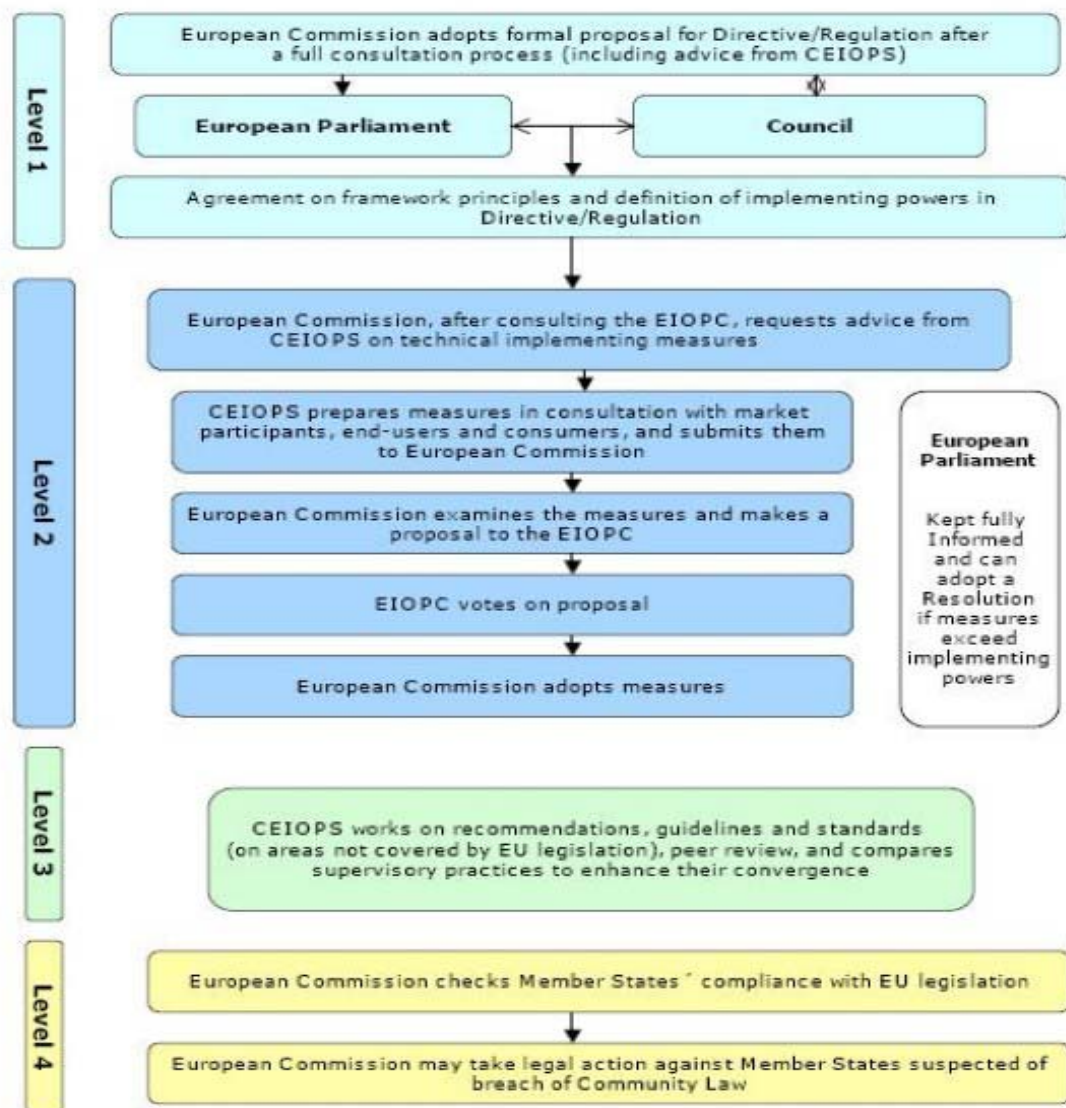 Level 1
European Commission adopts formal proposal for Directive/Regulation after
a full consultation process (including advice from CEIOPS)
European Parliament
Council
Agreement on framework principles and definition of implementing powers in
Directive/Regulation
Level 2
European Commission, after consulting the EIOPC, requests advice from
CEIOPS on technical implementing measures
CEIOPS prepares measures in consultation with market
participants, end-users and consumers, and submits them
to European Commission
European Commission examines the measures and makes a
proposal to the EIOPC
EIOPC votes on proposal
European Commission adopts measures
European
Parliament
Kept fully
Informed
and can
adopt a
Resolution
if measures
exceed
implementing
powers
Level 3
CEIOPS works on recommendations, guidelines and standards
(on areas not covered by EU legislation), peer review, and compares
supervisory practices to enhance their convergence
Level 4
European Commission checks Member States´ compliance with EU legislation
European Commission may take legal action against Member States suspected of
breach of Community Law